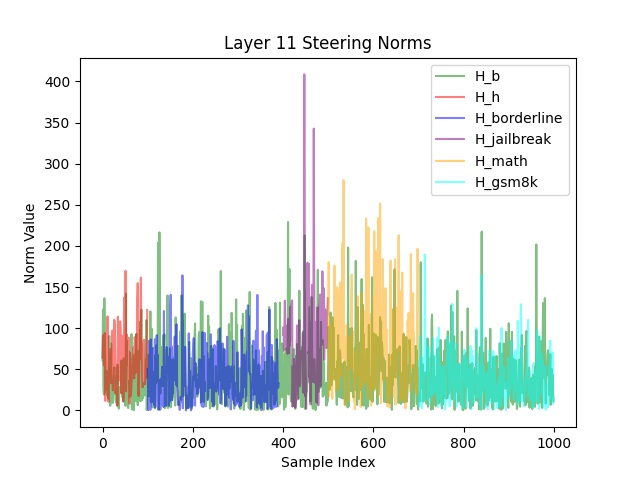 Layer 11 Steering Norms
Norm Value
400
350
300
250
200
150
100
50
0
0 200 400 600 800 1000
Sample Index
H_b
H_h
H_borderline
H_jailbreak
H_math
H_gsm8k